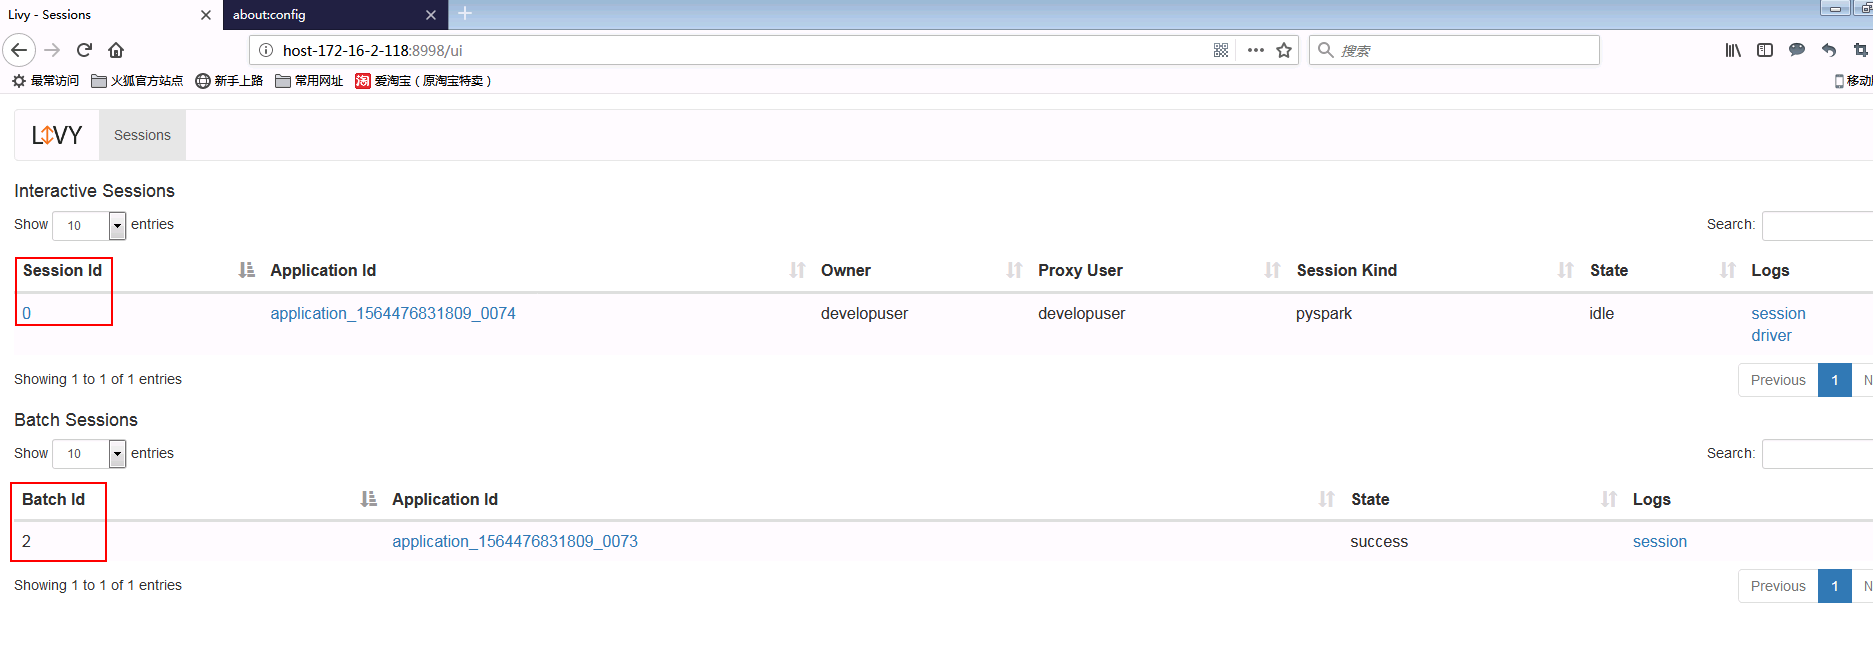 Livy - Sessions
about:config
host-172-16-2-118:8998/ui
搜索
最常访问 火狐官方站点 新手上路 常用网址 淘 爱淘宝（原淘宝特卖） 移动
LIVY Sessions
Interactive Sessions
Show 10 entries Search:
Session Id Application Id Owner Proxy User Session Kind State Logs
0 application_1564476831809_0074 developuser developuser pyspark idle session
driver
Showing 1 to 1 of 1 entries Previous 1 N
Batch Sessions
Show 10 entries Search:
Batch Id Application Id State Logs
2 application_1564476831809_0073 success session
Showing 1 to 1 of 1 entries Previous 1 N